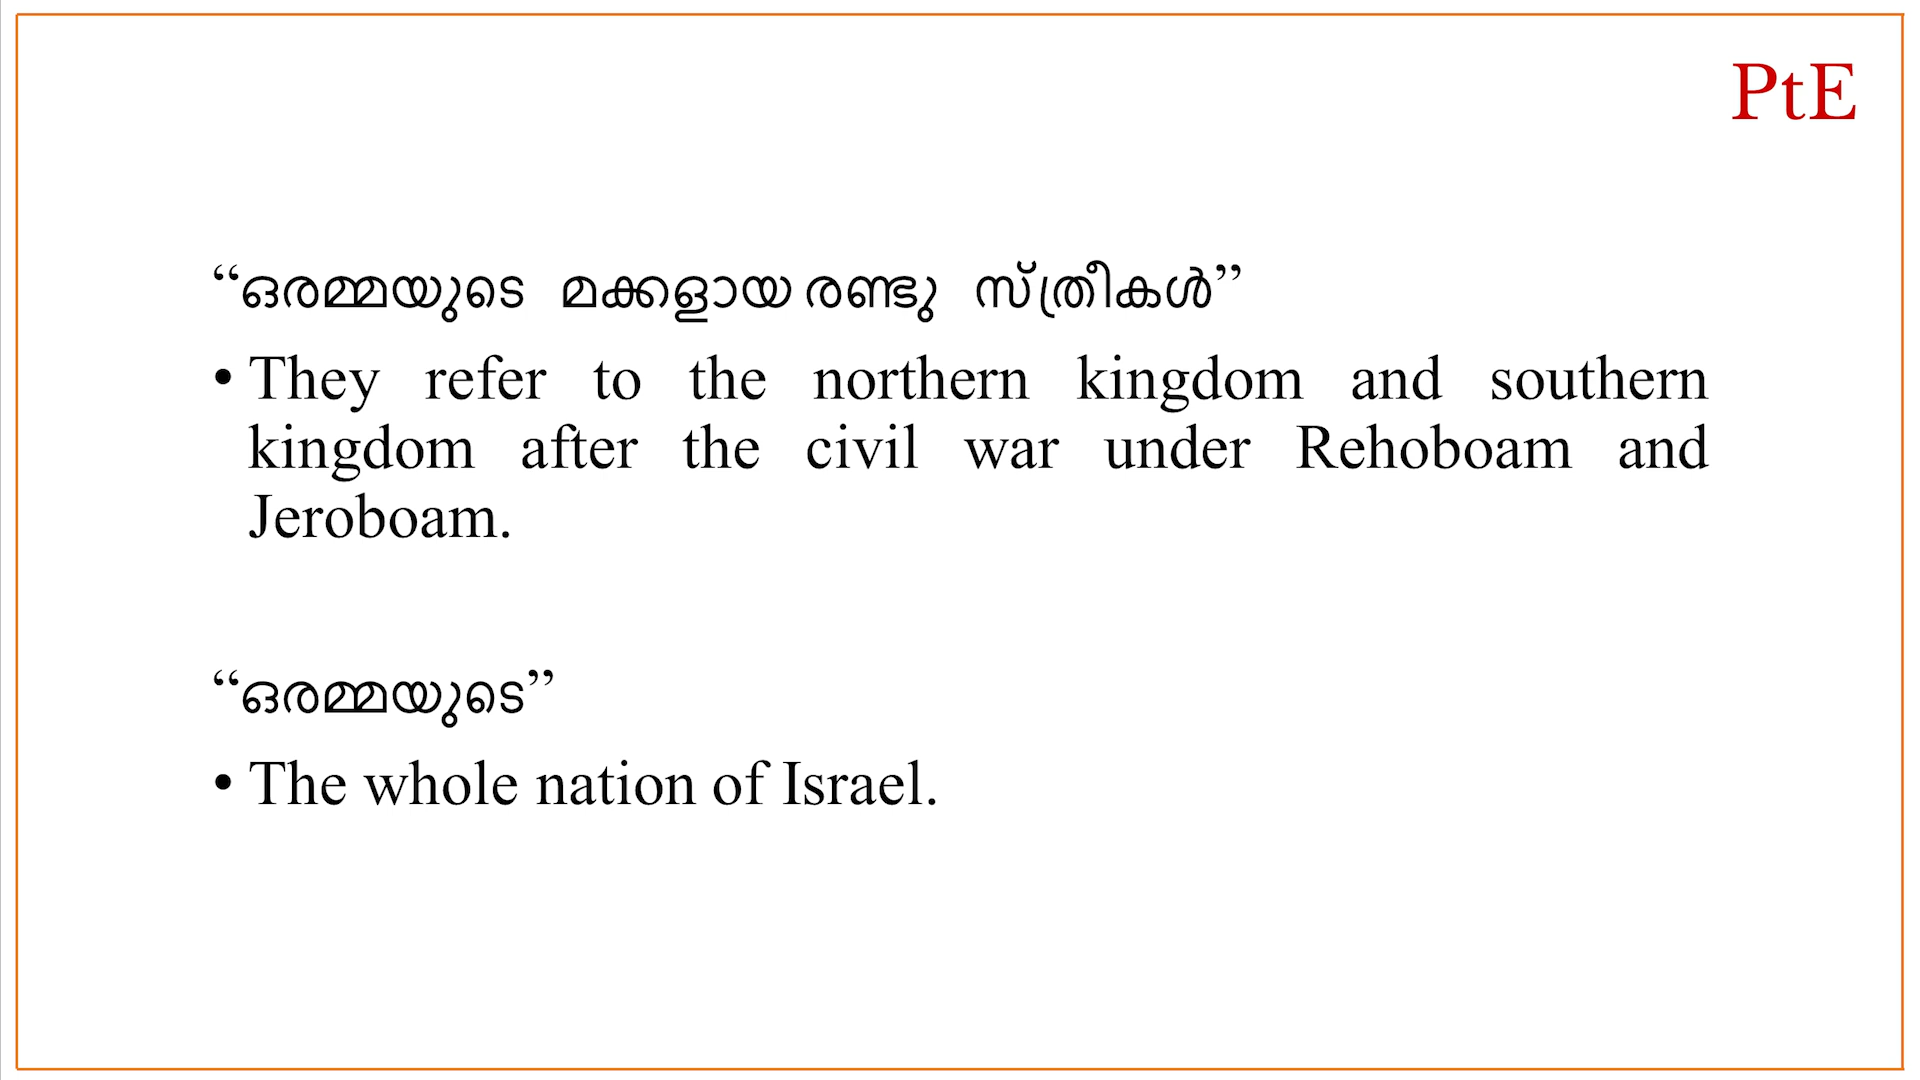 PtE
“ഒരമ്മയുടെ മക്കളായ രണ്ടു സ്ത്രീകൾ”
• They refer to the northern kingdom and southern
kingdom after the civil war under Rehoboam and
Jeroboam.
“ഒരമ്മയുടെ”
• The whole nation of Israel.